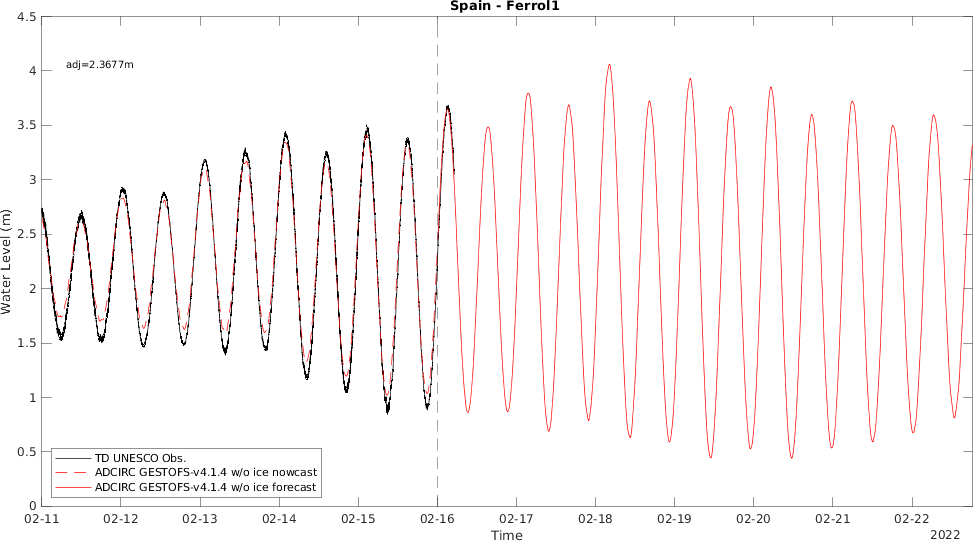 Spain - Ferrol1
4.5
4
3.5
3
2.5
2
1.5
1
0.5
0
Water Level (m)
adj=2.3677m
TD UNESCO Obs.
ADCIRC GESTOFS-v4.1.4 w/o ice nowcast
ADCIRC GESTOFS-v4.1.4 w/o ice forecast
02-11 02-12 02-13 02-14 02-15 02-16 02-17 02-18 02-19 02-20 02-21 02-22
Time
2022